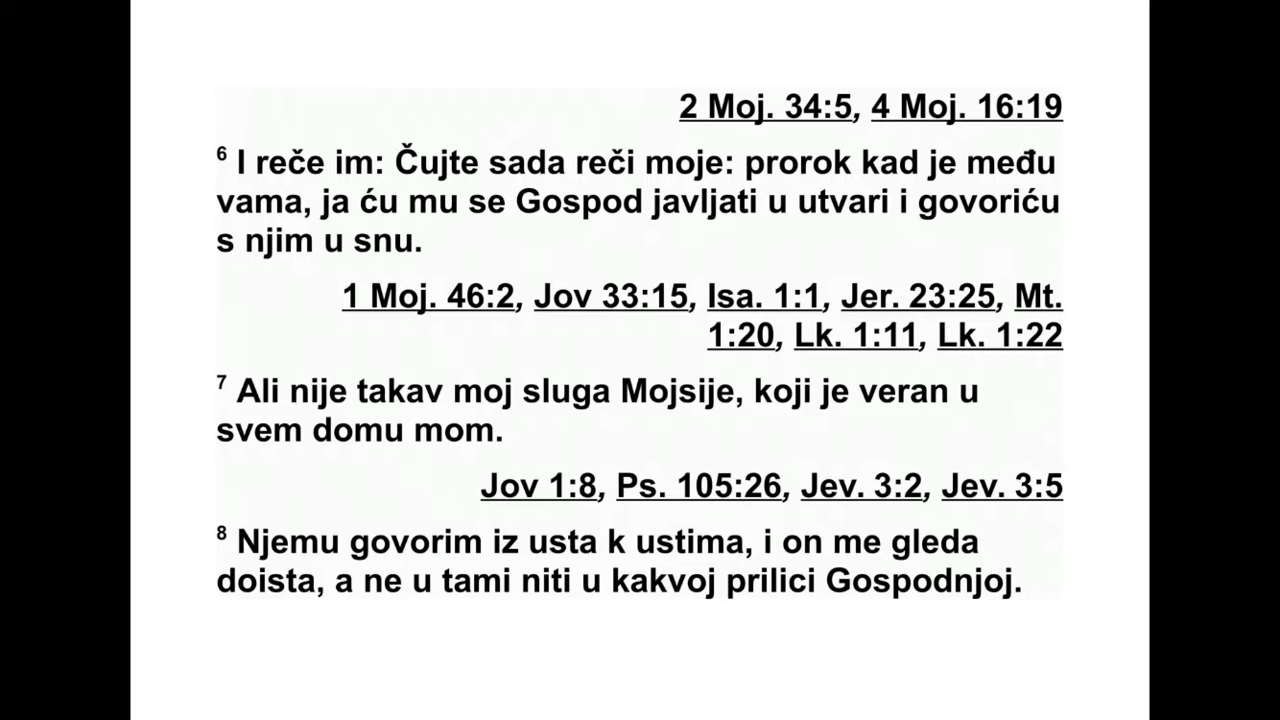 2 Moj. 34:5, 4 Moj. 16:19
6 I reče im: Čujte sada reči moje: prorok kad je među
vama, ja ću mu se Gospod javljati u utvari i govoriću
s njim u snu.
1 Moj. 46:2, Jov 33:15, Isa. 1:1, Jer. 23:25, Mt.
1:20, Lk. 1:11, Lk. 1:22
7 Ali nije takav moj sluga Mojsije, koji je veran u
svem domu mom.
Jov 1:8, Ps. 105:26, Jev. 3:2, Jev. 3:5
8 Njemu govorim iz usta k ustima, i on me gleda
doista, a ne u tami niti u kakvoj prilici Gospodnjoj.